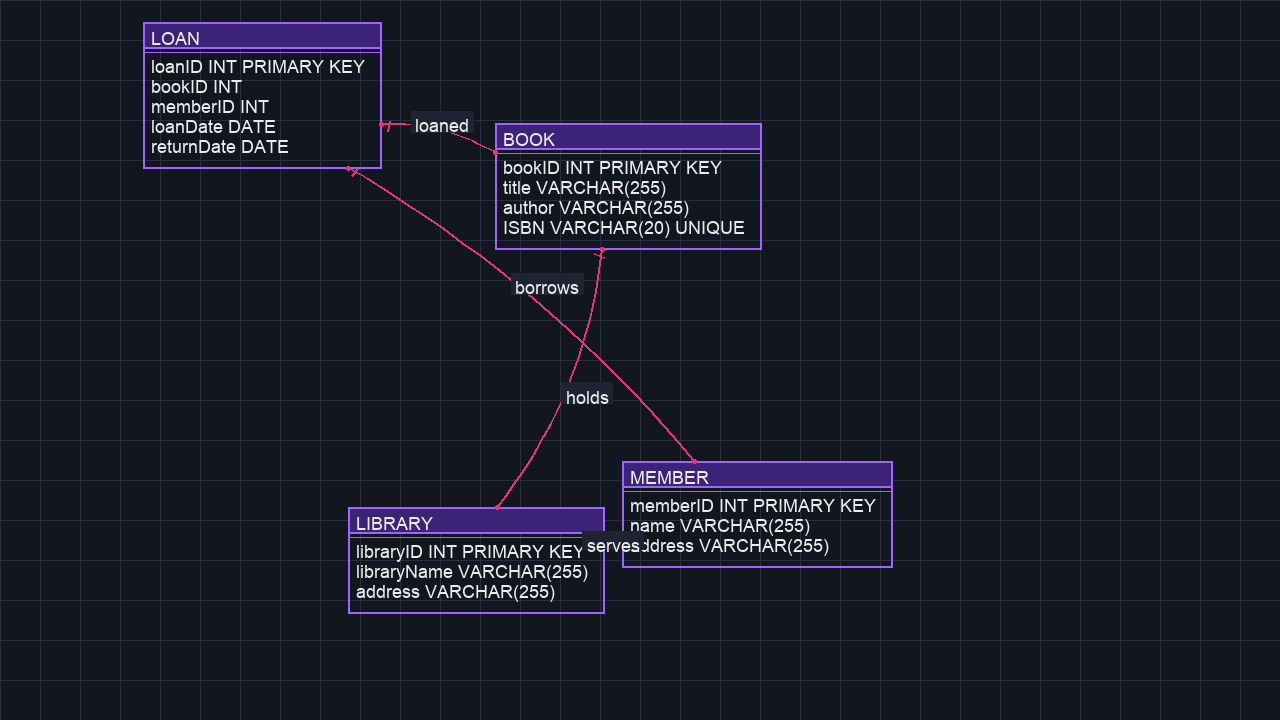 LOAN
loanID INT PRIMARY KEY
bookID INT
memberID INT
loanDate DATE
returnDate DATE
loaned
BOOK
bookID INT PRIMARY KEY
title VARCHAR(255)
author VARCHAR(255)
ISBN VARCHAR(20) UNIQUE
borrows
holds
MEMBER
memberID INT PRIMARY KEY
name VARCHAR(255)
address VARCHAR(255)
serves
LIBRARY
libraryID INT PRIMARY KEY
libraryName VARCHAR(255)
address VARCHAR(255)